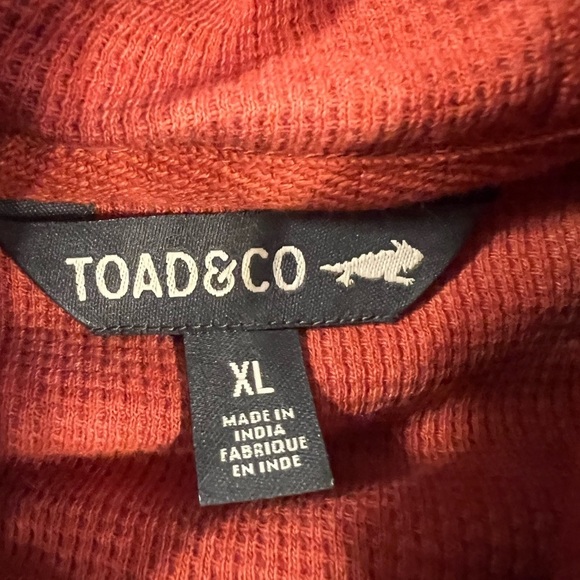 TOAD&CO
XL
MADE IN
INDIA
FABRIQUE
EN INDE